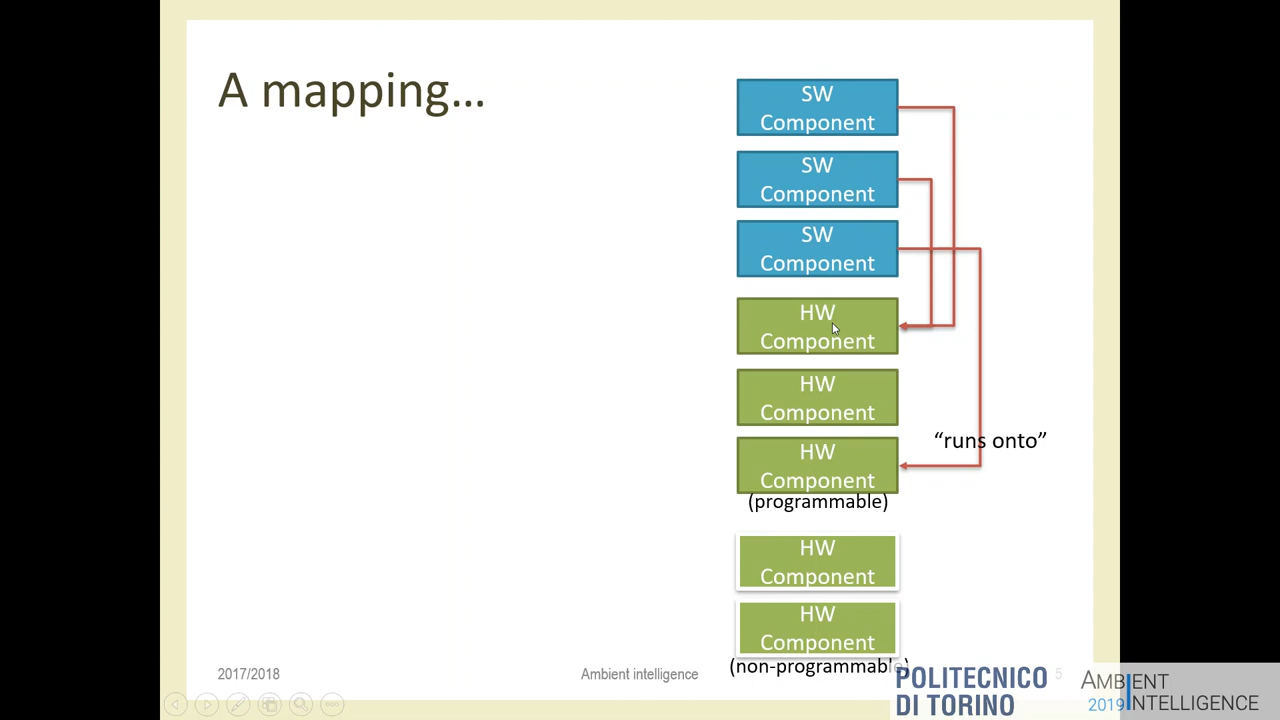 A mapping...
SW
Component
SW
Component
SW
Component
HW
Component
HW
Component
"runs onto"
HW
Component
(programmable)
HW
Component
HW
Component
(non-programmable)
2017/2018
Ambient intelligence
5
POLITECNICO
DI TORINO
AMBIENT
2019 INTELLIGENCE